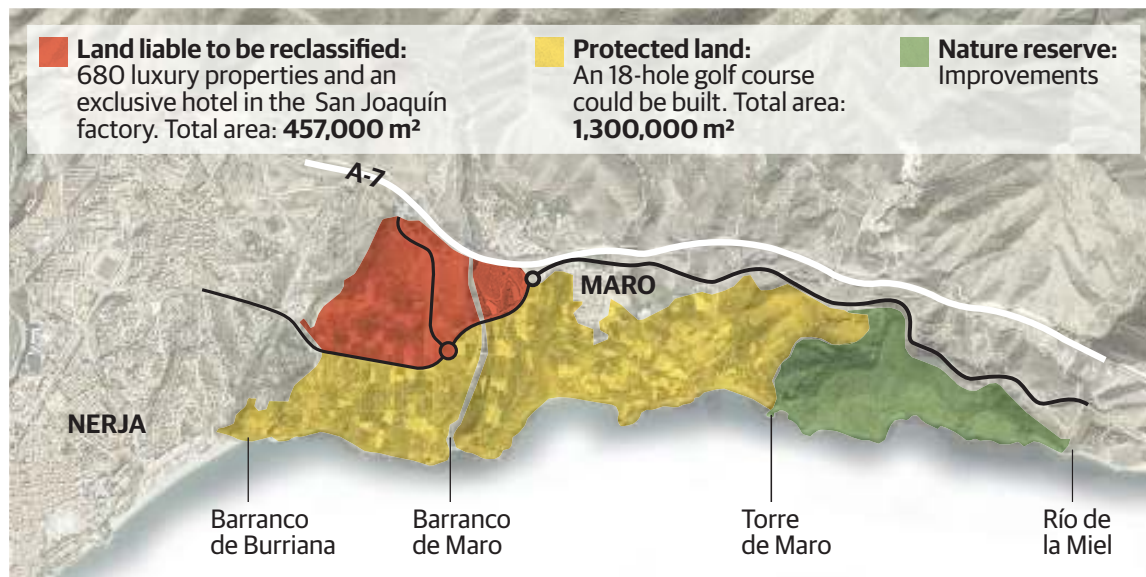 Land liable to be reclassified:
680 luxury properties and an
exclusive hotel in the San Joaquín
factory. Total area: 457,000 m²
Protected land:
An 18-hole golf course
could be built. Total area:
1,300,000 m²
Nature reserve:
Improvements
A-7
MARO
NERJA
Barranco
de Burriana
Barranco
de Maro
Torre
de Maro
Río de
la Miel